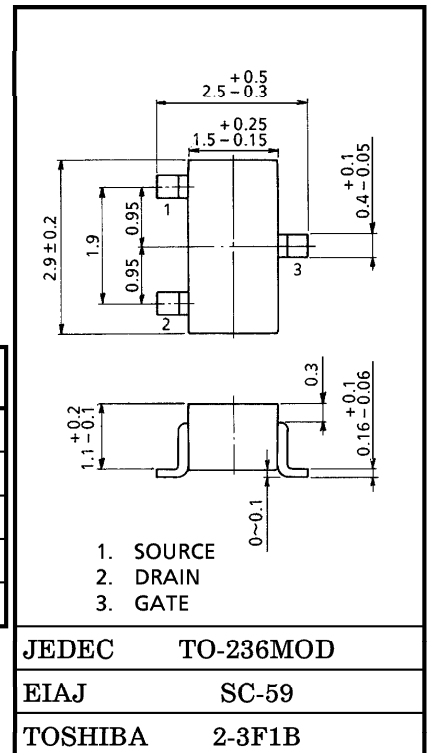 +0.5
2.5 – 0.3
+0.25
1.5 – 0.15
+0.1
0.4 – 0.05
2.9 ± 0.2
1.9
0.95
0.95
1
2
3
+0.2
1.1 – 0.1
0.3
+0.1
0.16 – 0.06
0~0.1
1. SOURCE
2. DRAIN
3. GATE
JEDEC TO-236MOD
EIAJ SC-59
TOSHIBA 2-3F1B